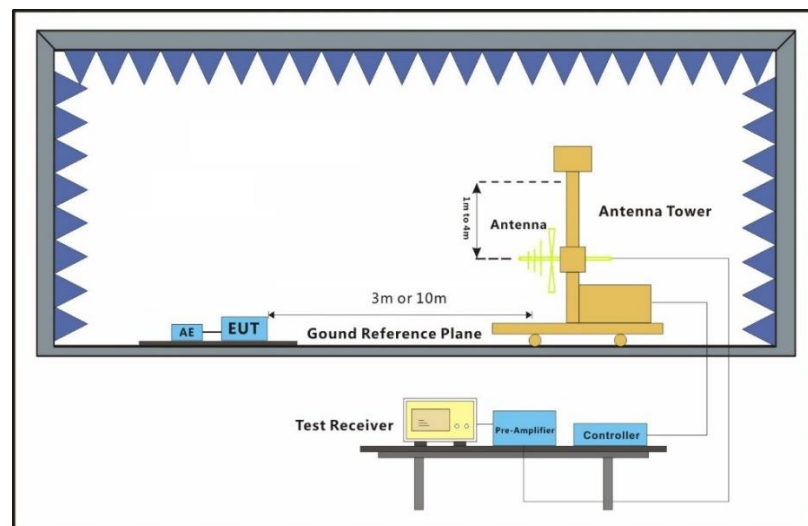 1m to 4m
Antenna
Antenna Tower
3m or 10m
AE
EUT
Gound Reference Plane
Test Receiver
Pre-Amplifier
Controller